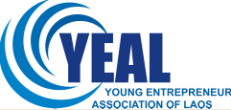 YEAL
YOUNG ENTREPRENEUR
ASSOCIATION OF LAOS